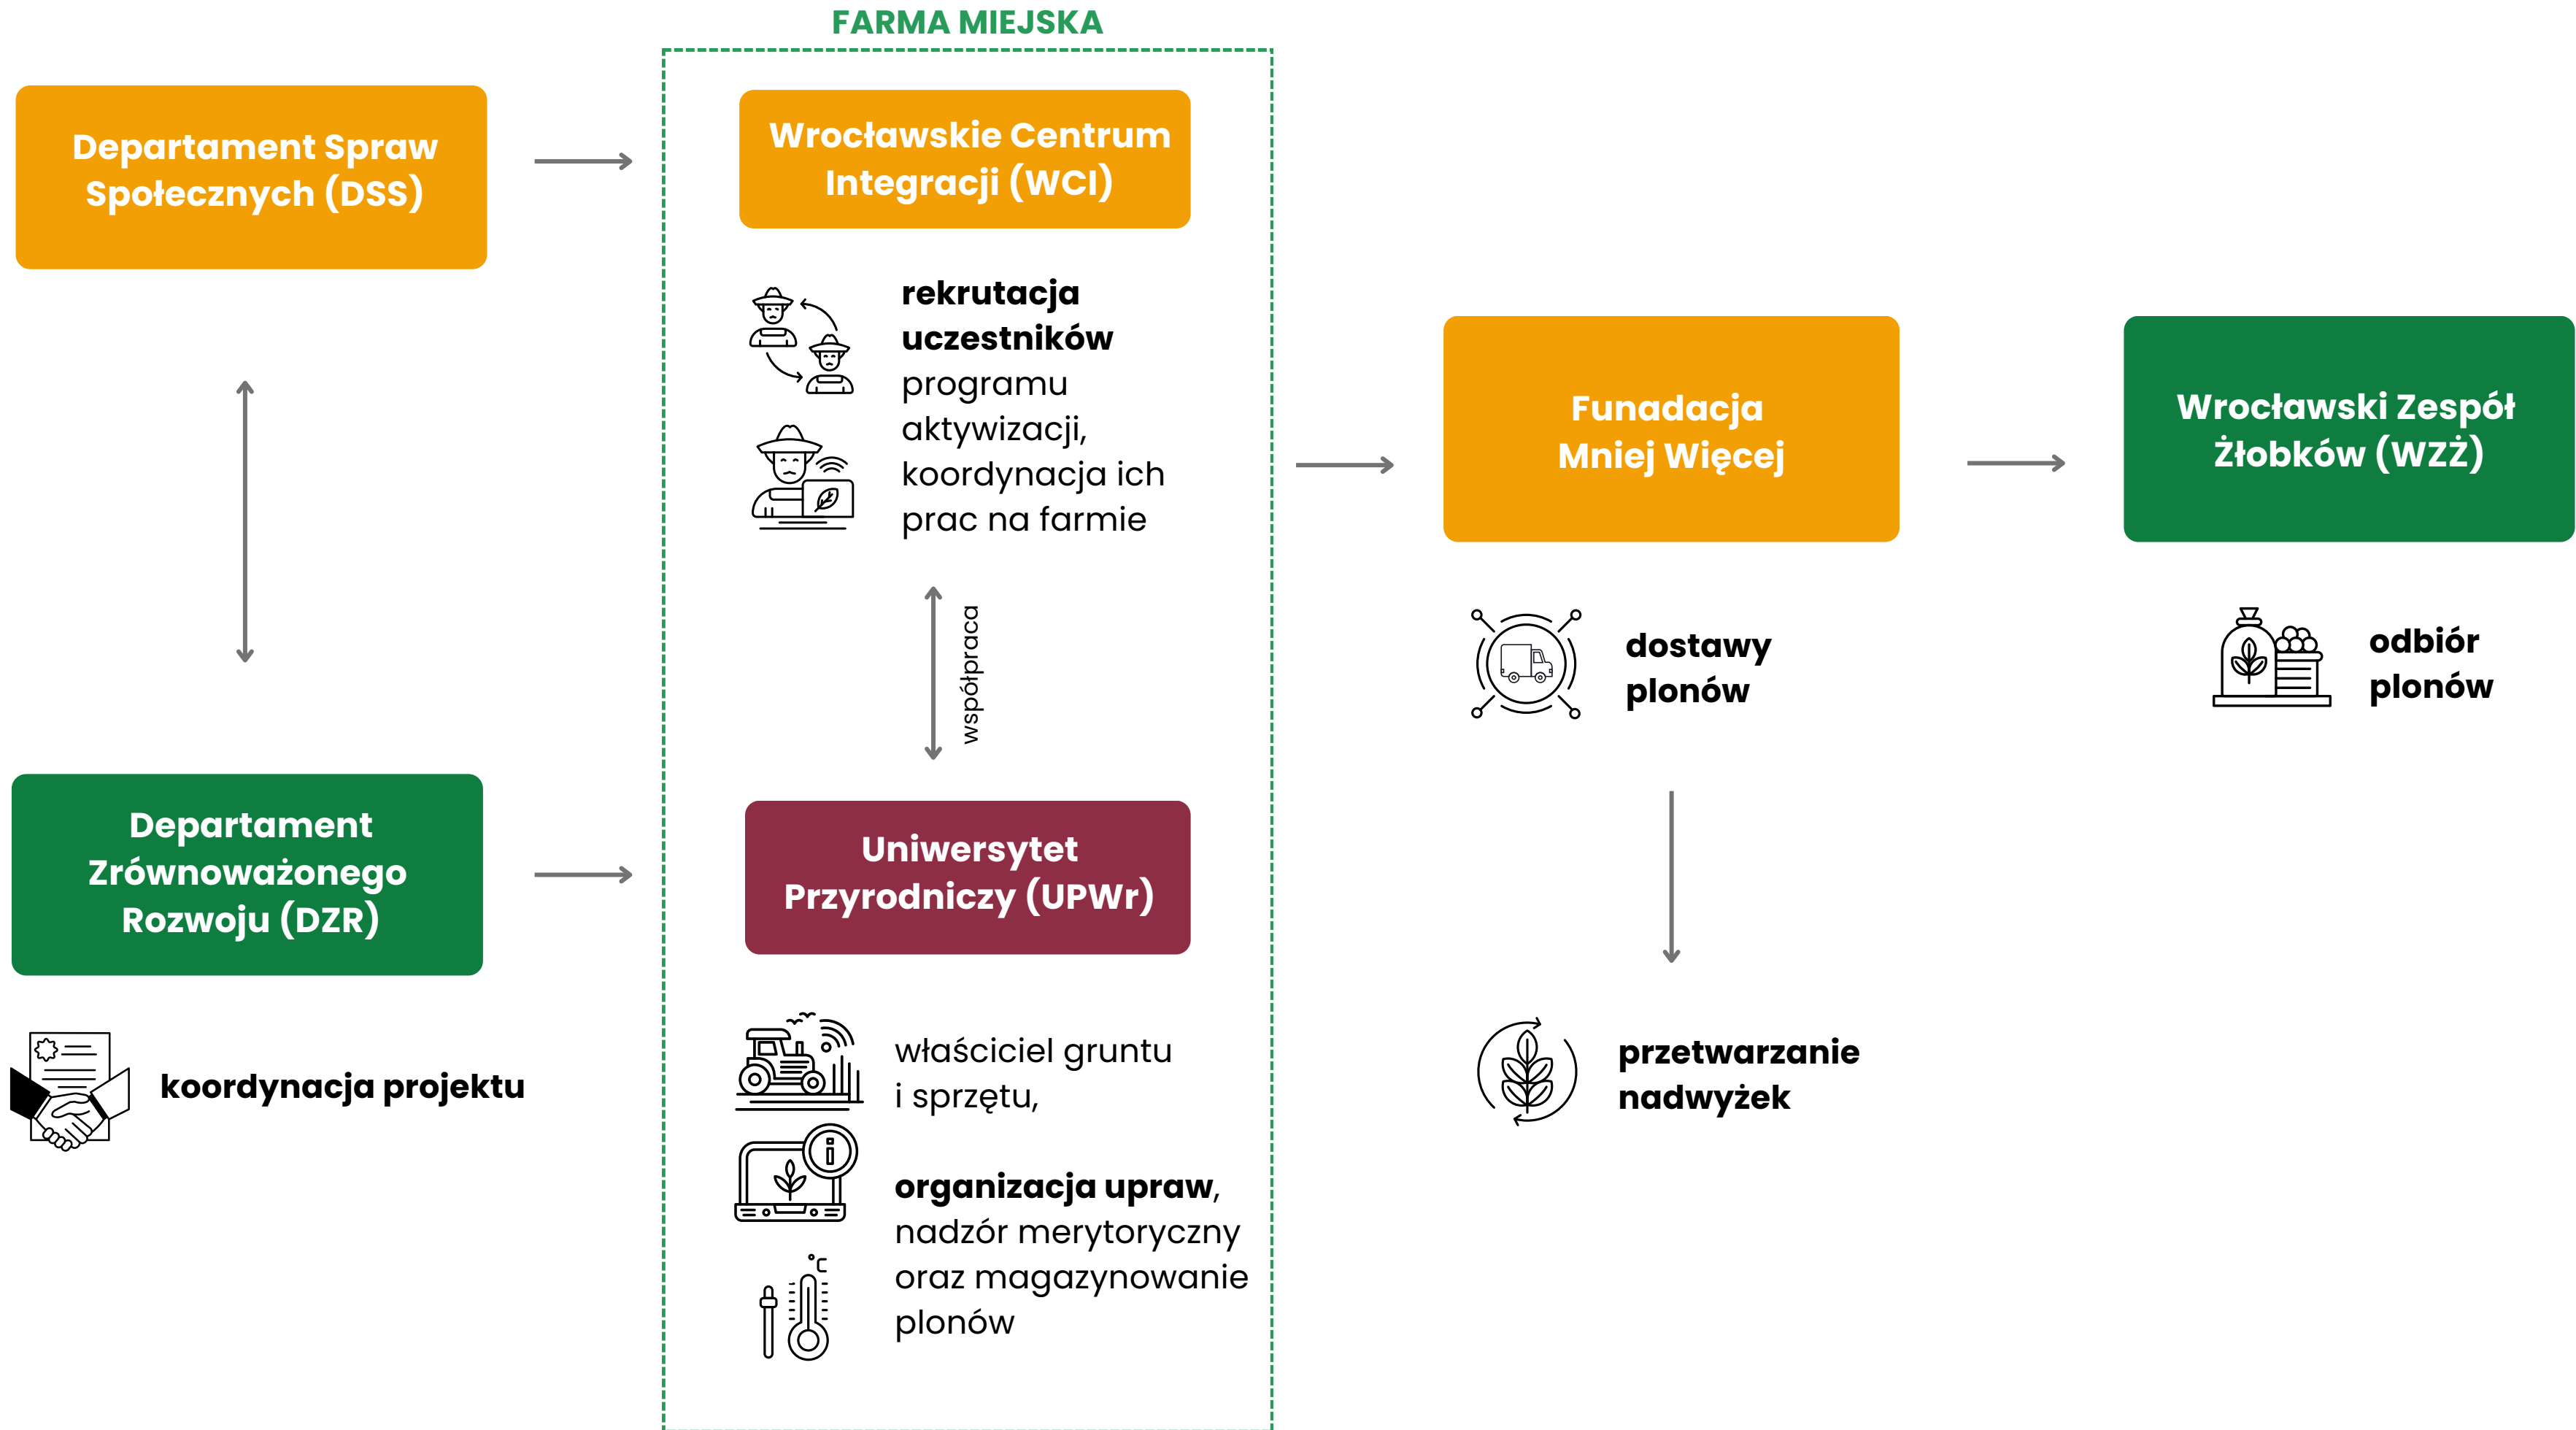 FARMA MIEJSKA
Departament Spraw
Społecznych (DSS)
Wrocławskie Centrum
Integracji (WCI)
rekrutacja
uczestników
programu
aktywizacji,
koordynacja ich
prac na farmie
współpraca
Departament
Zrównoważonego
Rozwoju (DZR)
koordynacja projektu
Uniwersytet
Przyrodniczy (UPWr)
właściciel gruntu
i sprzętu,
organizacja upraw,
nadzór merytoryczny
oraz magazynowanie
plonów
°C
Funadacja
Mniej Więcej
dostawy
plonów
przetwarzanie
nadwyżek
Wrocławski Zespół
Żłobków (WZŻ)
odbiór
plonów